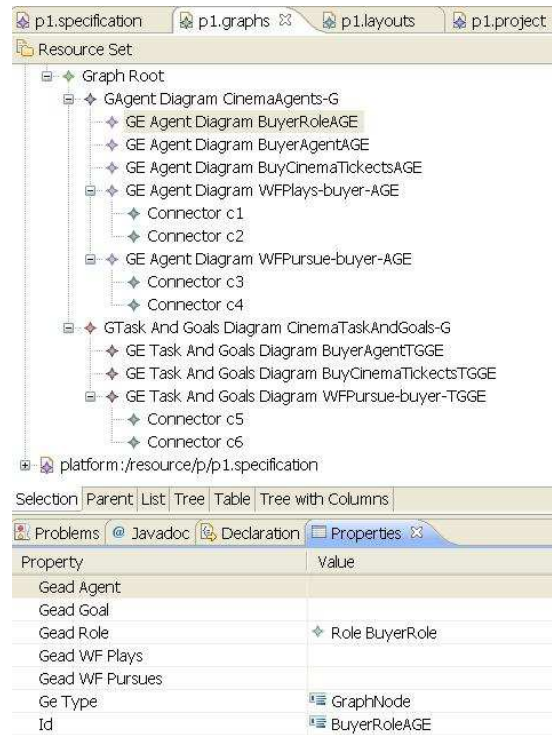 p1.specification p1.graphs p1.layouts p1.project
Resource Set
Graph Root
GAgent Diagram CinemaAgents-G
GE Agent Diagram BuyerRoleAGE
GE Agent Diagram BuyerAgentAGE
GE Agent Diagram BuyCinemaTickectsAGE
GE Agent Diagram WFPlays-buyer-AGE
Connector c1
Connector c2
GE Agent Diagram WFPursue-buyer-AGE
Connector c3
Connector c4
GTask And Goals Diagram CinemaTaskAndGoals-G
GE Task And Goals Diagram BuyerAgentTGGE
GE Task And Goals Diagram BuyCinemaTickectsTGGE
GE Task And Goals Diagram WFPursue-buyer-TGGE
Connector c5
Connector c6
platform:/resource/p/p1.specification
Selection Parent List Tree Table Tree with Columns
Problems @ Javadoc Declaration Properties
Property Value
Gead Agent
Gead Goal
Gead Role Role BuyerRole
Gead WF Plays
Gead WF Pursues
Ge Type GraphNode
Id BuyerRoleAGE